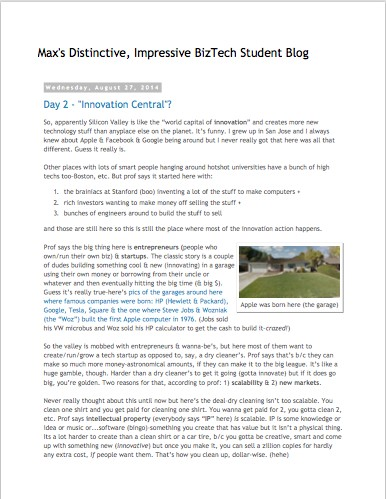 Max's Distinctive, Impressive BizTech Student Blog
Wednesday, August 27, 2014
Day 2 - "Innovation Central"?
So, apparently Silicon Valley is like the "world capital of innovation" and creates more new
technology stuff than anyplace else on the planet. It's funny. I grew up in San Jose and I always
knew about Apple & Facebook & Google being around but I never really got that here was all that
different. Guess it really is.
Other places with lots of smart people hanging around hotshot universities have a bunch of high
techs too-Boston, etc. But prof says it started here with:
1. the brainiacs at Stanford (boo) inventing a lot of the stuff to make computers +
2. rich investors wanting to make money off selling the stuff +
3. bunches of engineers around to build the stuff to sell
and those are still here so this is still the place where most of the innovation action happens.
Prof says the big thing here is entrepreneurs (people who
own/run their own biz) & startups. The classic story is a couple
of dudes building something cool & new (innovating) in a garage
using their own money or borrowing from their uncle or
whatever and then eventually hitting the big time (& big $).
Guess it's really true-here's pics of the garages around here
where famous companies were born: HP (Hewlett & Packard),
Google, Tesla, Square & the one where Steve Jobs & Wozniak
(the "Woz") built the first Apple computer in 1976. (Jobs sold
his VW microbus and Woz sold his HP calculator to get the cash to build it-crazed!)
Apple was born here (the garage)
So the valley is mobbed with entrepreneurs & wanna-be's, but here most of them want to
create/run/grow a tech startup as opposed to, say, a dry cleaner's. Prof says that's b/c they can
make so much more money-astronomical amounts, if they can make it to the big league. It's like a
huge gamble, though. Harder than a dry cleaner's to get it going (gotta innovate) but if it does go
big, you're golden. Two reasons for that, according to prof: 1) scalability & 2) new markets.
Never really thought about this until now but here's the deal-dry cleaning isn't too scalable. You
clean one shirt and you get paid for cleaning one shirt. You wanna get paid for 2, you gotta clean 2,
etc. Prof says intellectual property (everybody says "IP" here) is scalable. IP is some knowledge or
idea or music or...software (bingo)-something you create that has value but it isn't a physical thing.
Its a lot harder to create than a clean shirt or a car tire, b/c you gotta be creative, smart and come
up with something new (innovative) but once you make it, you can sell a zillion copies for hardly
any extra cost, if people want them. That's how you clean up, dollar-wise. (hehe)